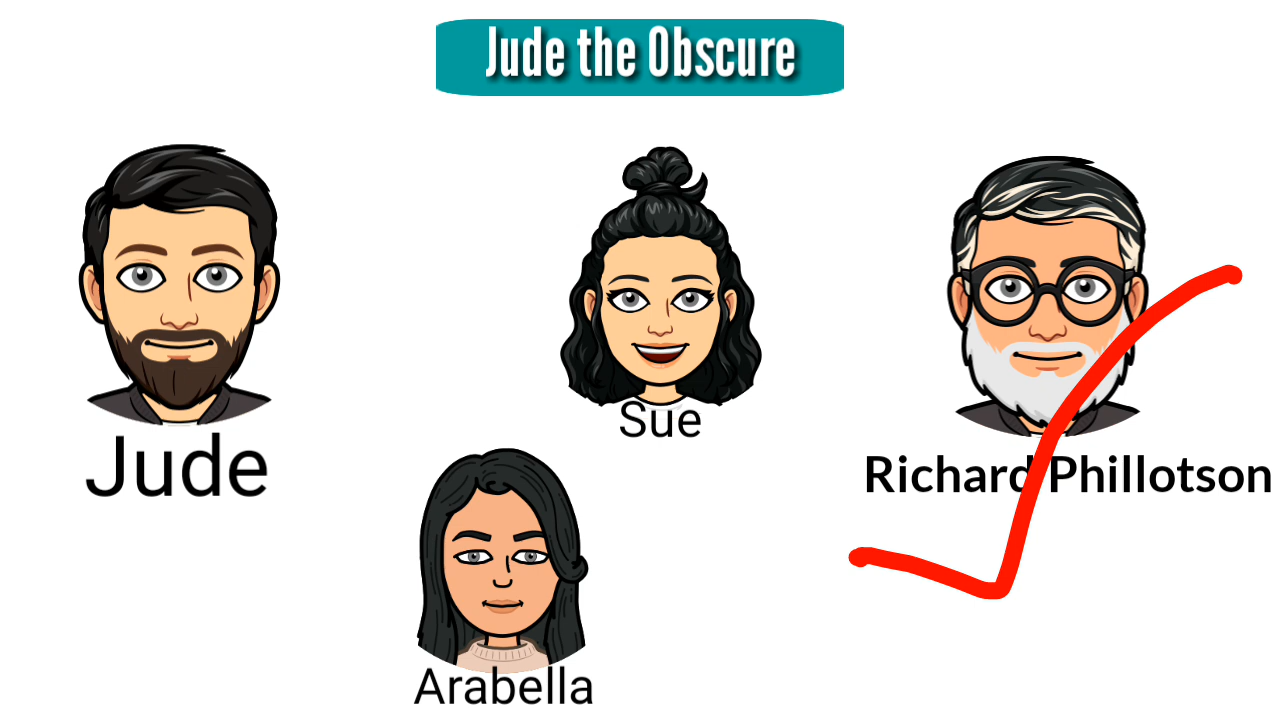 Jude the Obscure
Jude
Sue
Richard Phillotson
Arabella